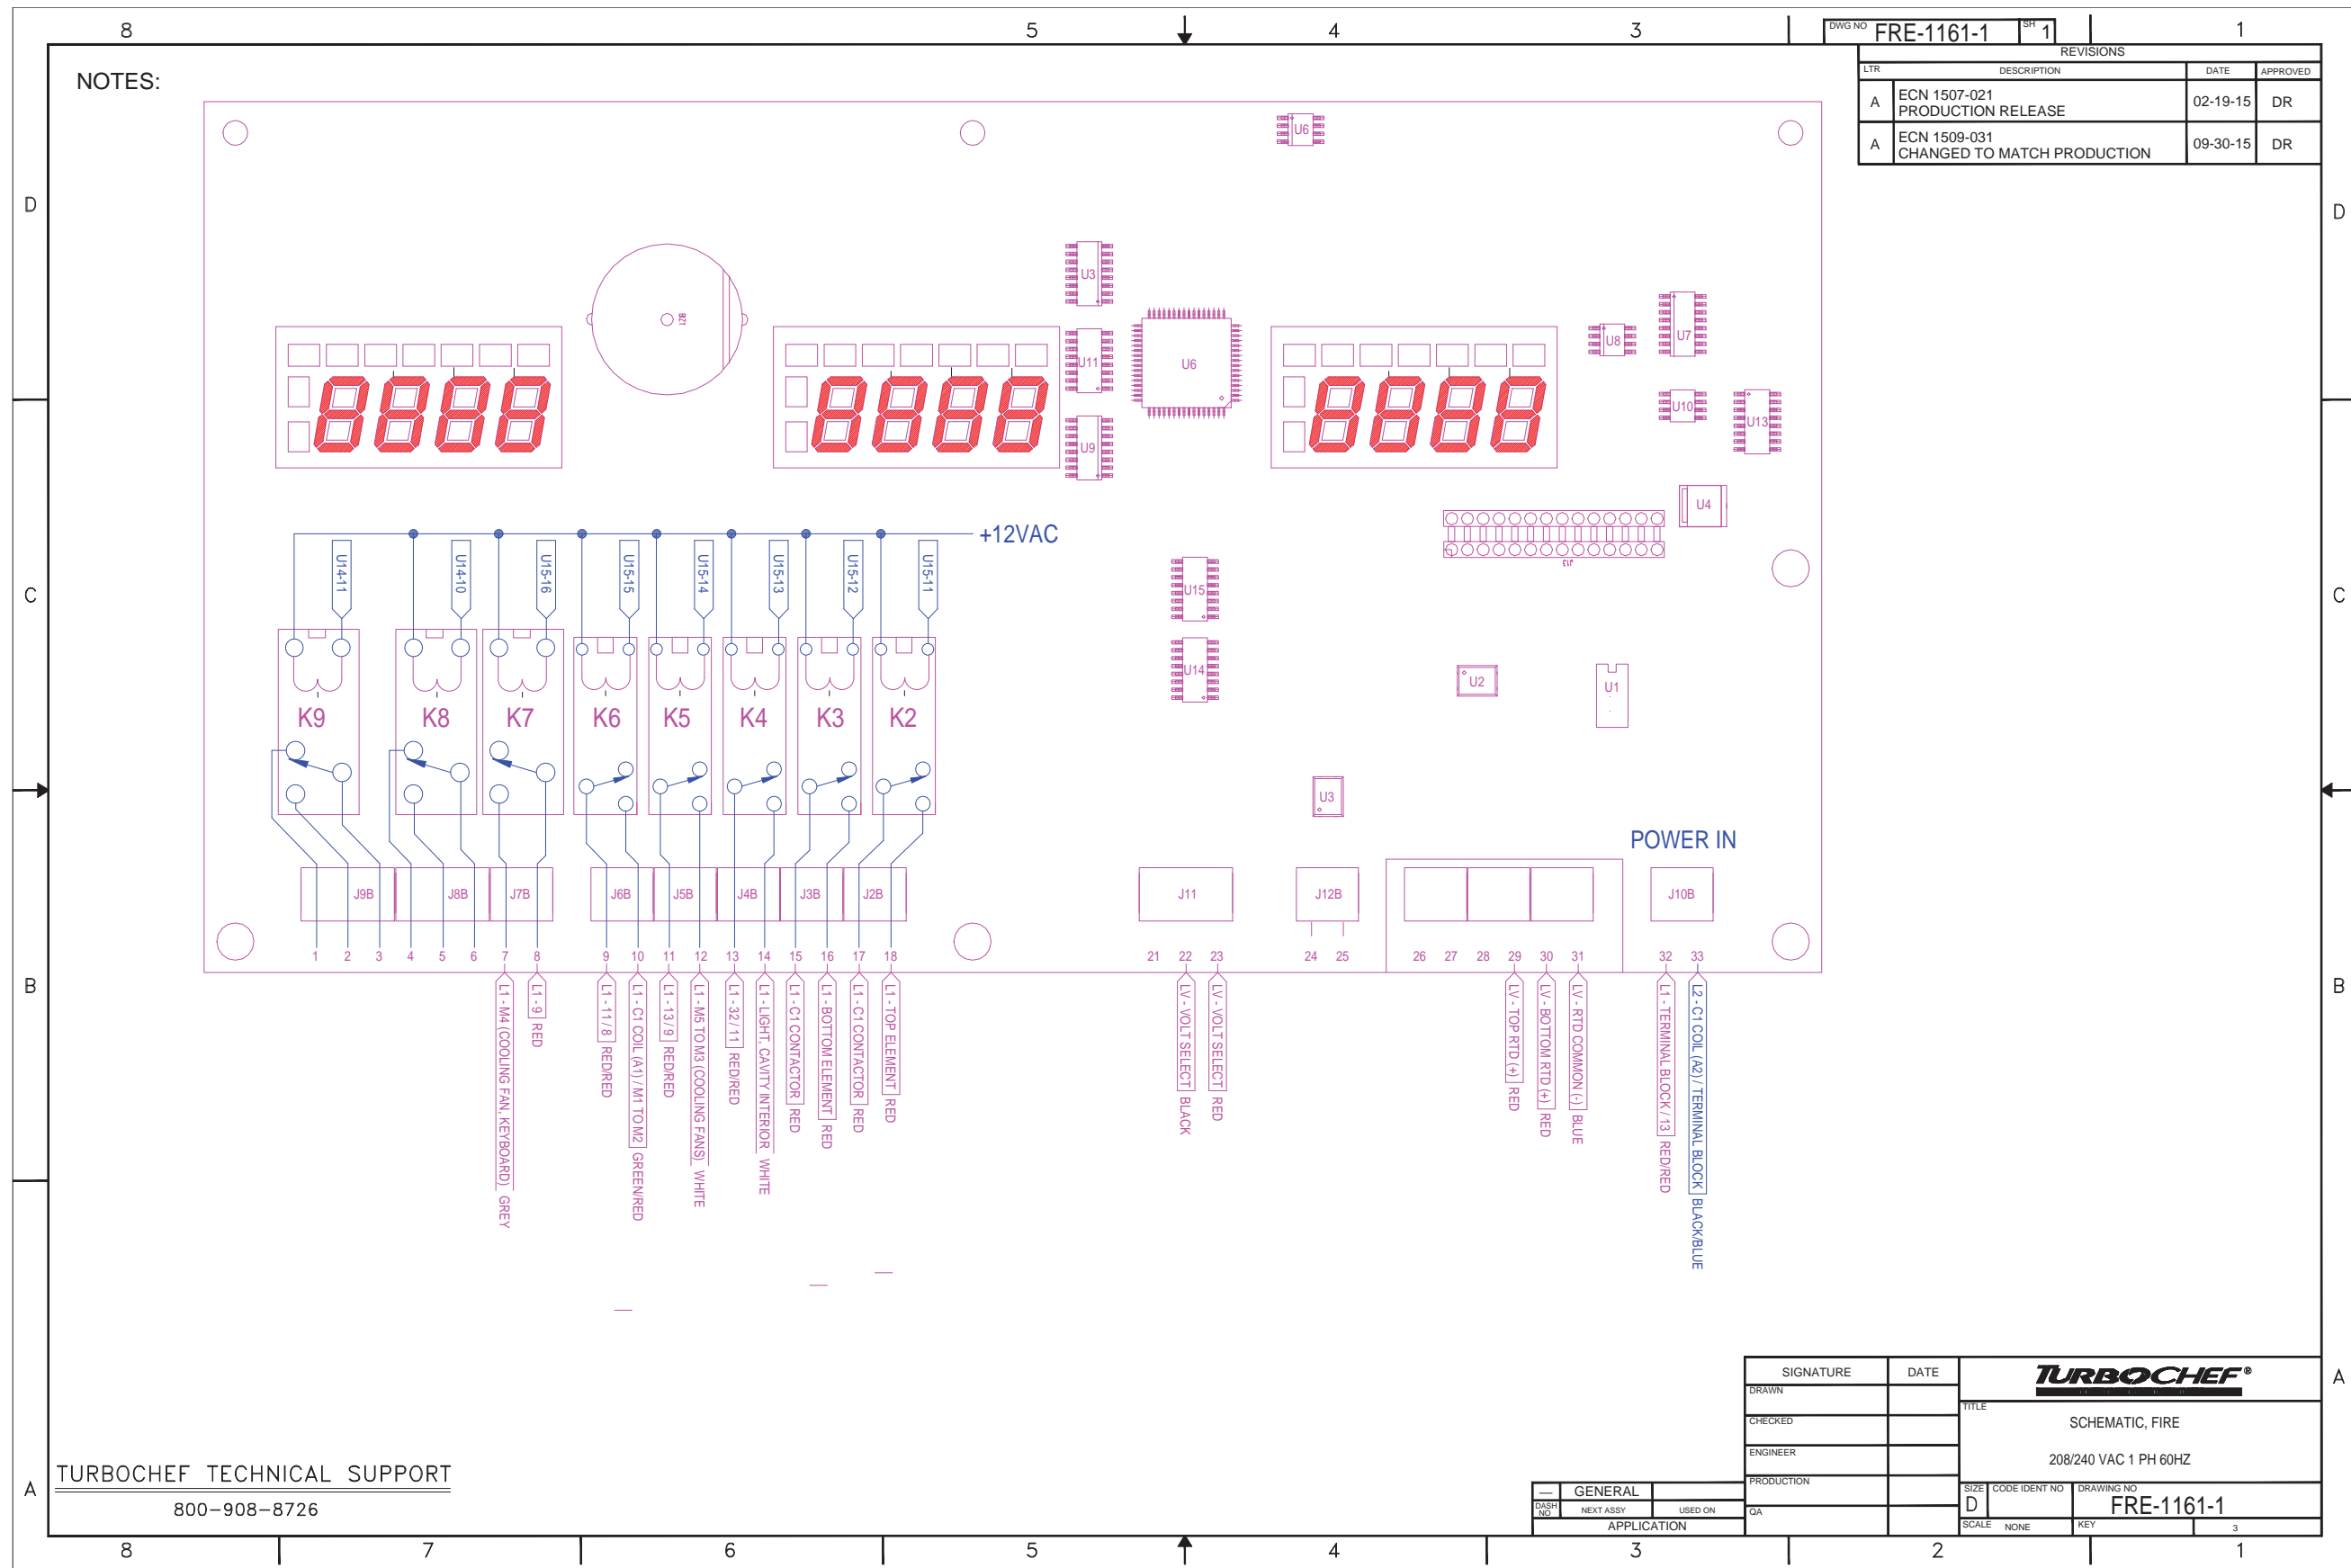 8
5
4
3
DWG NO
FRE-1161-1
SH
1
1
REVISIONS
LTR
DESCRIPTION
DATE
APPROVED
A
ECN 1507-021
PRODUCTION RELEASE
02-19-15
DR
A
ECN 1509-031
CHANGED TO MATCH PRODUCTION
09-30-15
DR
NOTES:
D
D
U6
BZ1
U3
U11
U9
U6
U8
U7
U10
U13
U4
J13
8888
8888
8888
+12VAC
C
C
U14-11
U14-10
U15-16
U15-15
U15-14
U15-13
U15-12
U15-11
U15
U14
U2
U1
U3
K9
K8
K7
K6
K5
K4
K3
K2
POWER IN
J9B
J8B
J7B
J6B
J5B
J4B
J3B
J2B
J11
J12B
J10B
1 2 3 4 5 6 7 8 9 10 11 12 13 14 15 16 17 18
21 22 23 24 25 26 27 28 29 30 31 32 33
B
B
L1 - M4 (COOLING FAN, KEYBOARD) GREY
L1 - 9 RED
L1 - 11 / 8 RED/RED
L1 - C1 COIL (A1) / M1 TO M2 GREEN/RED
L1 - 13 / 9 RED/RED
L1 - M5 TO M3 (COOLING FANS) WHITE
L1 - 32 / 11 RED/RED
L1 - LIGHT, CAVITY INTERIOR WHITE
L1 - C1 CONTACTOR RED
L1 - BOTTOM ELEMENT RED
L1 - C1 CONTACTOR RED
L1 - TOP ELEMENT RED
LV - VOLT SELECT BLACK
LV - VOLT SELECT RED
LV - TOP RTD (+) RED
LV - BOTTOM RTD (+) RED
LV - RTD COMMON (-) BLUE
L1 - TERMINAL BLOCK / 13 RED/RED
L2 - C1 COIL (A2) / TERMINAL BLOCK BLACK/BLUE
A
A
TURBOCHEF TECHNICAL SUPPORT
800-908-8726
— GENERAL
DASH NO
NEXT ASSY
USED ON
APPLICATION
SIGNATURE
DATE
DRAWN
CHECKED
ENGINEER
PRODUCTION
QA
TURBOCHEF®
TITLE
SCHEMATIC, FIRE
208/240 VAC 1 PH 60HZ
SIZE
D
CODE IDENT NO
DRAWING NO
FRE-1161-1
SCALE NONE
KEY
3
8
7
6
5
4
3
2
1